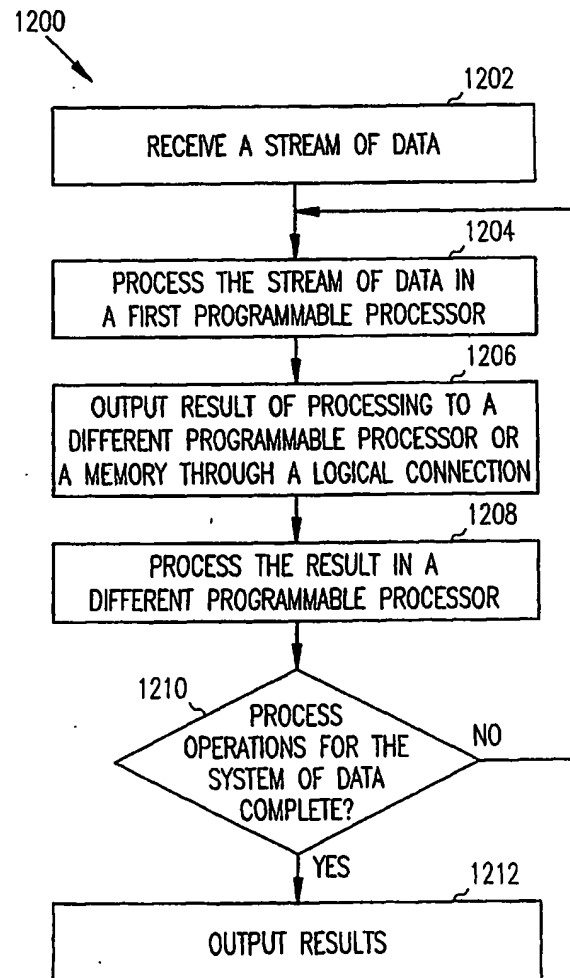 1200
1202
RECEIVE A STREAM OF DATA
1204
PROCESS THE STREAM OF DATA IN
A FIRST PROGRAMMABLE PROCESSOR
1206
OUTPUT RESULT OF PROCESSING TO A
DIFFERENT PROGRAMMABLE PROCESSOR OR
A MEMORY THROUGH A LOGICAL CONNECTION
1208
PROCESS THE RESULT IN A
DIFFERENT PROGRAMMABLE PROCESSOR
1210
PROCESS
OPERATIONS FOR THE
SYSTEM OF DATA
COMPLETE?
NO
YES
1212
OUTPUT RESULTS